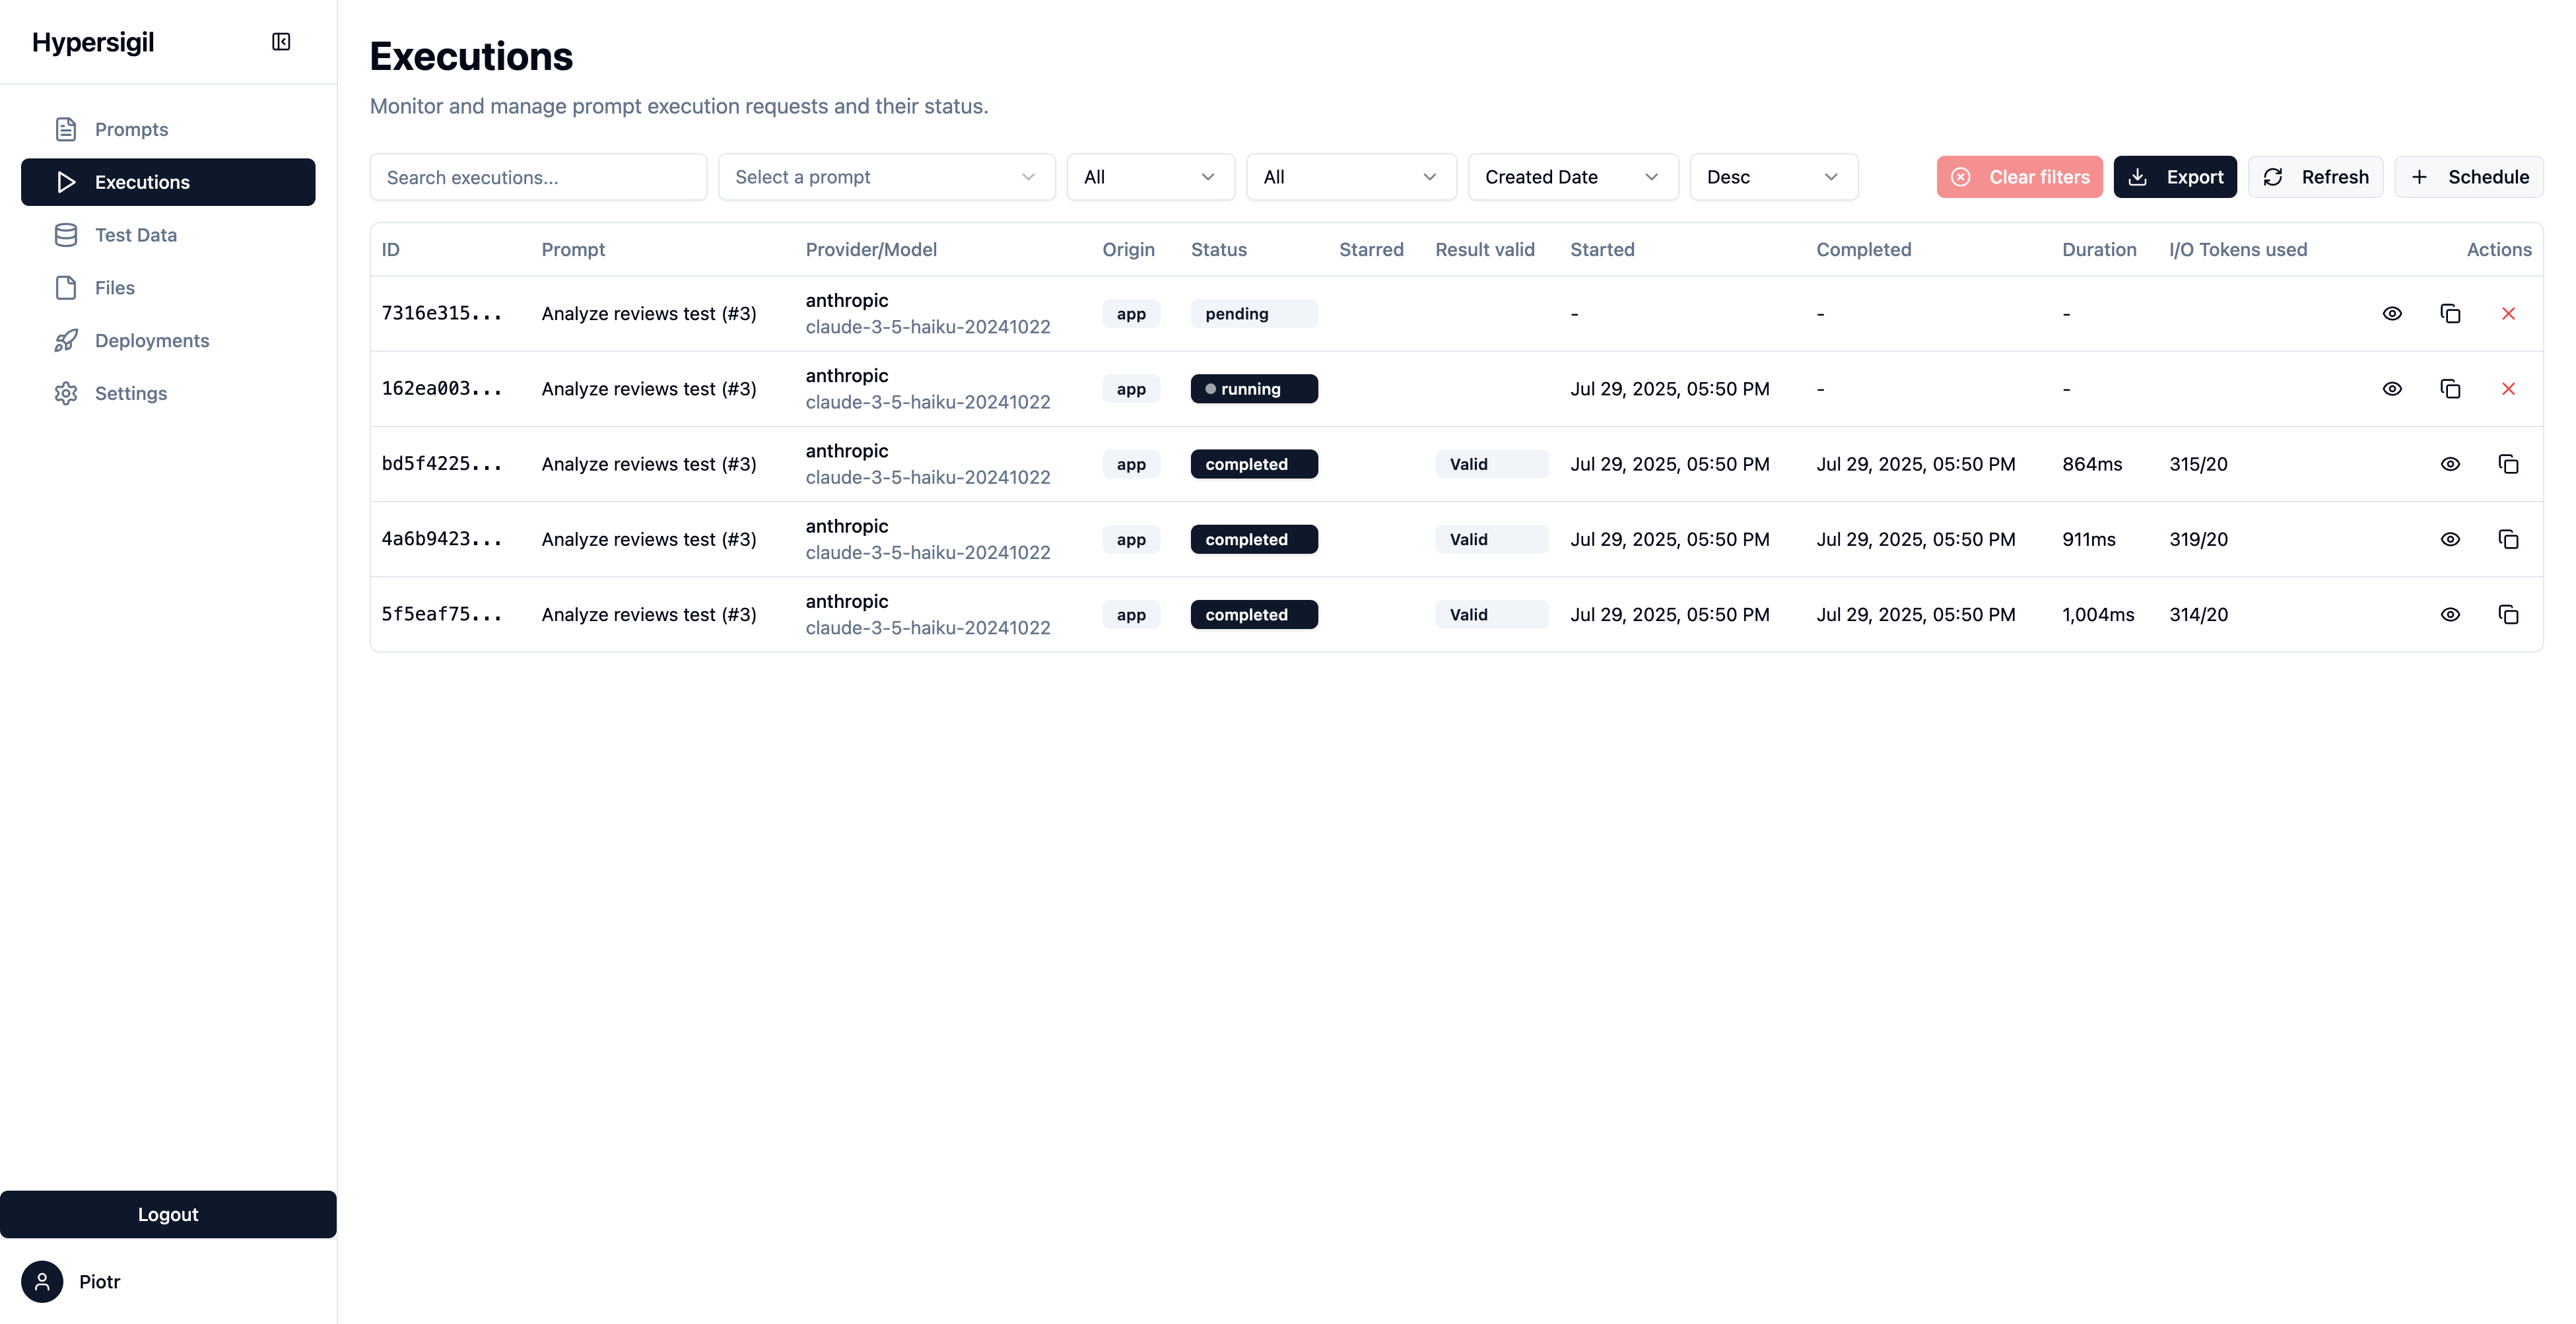 Hypersigil
Prompts
Executions
Test Data
Files
Deployments
Settings
Logout
Piotr
Executions
Monitor and manage prompt execution requests and their status.
Search executions... Select a prompt All All Created Date Desc Clear filters Export Refresh Schedule
ID Prompt Provider/Model Origin Status Starred Result valid Started Completed Duration I/O Tokens used Actions
7316e315... Analyze reviews test (#3) anthropic app pending - - -
claude-3-5-haiku-20241022
162ea003... Analyze reviews test (#3) anthropic app running Jul 29, 2025, 05:50 PM - -
claude-3-5-haiku-20241022
bd5f4225... Analyze reviews test (#3) anthropic app completed Valid Jul 29, 2025, 05:50 PM Jul 29, 2025, 05:50 PM 864ms 315/20
claude-3-5-haiku-20241022
4a6b9423... Analyze reviews test (#3) anthropic app completed Valid Jul 29, 2025, 05:50 PM Jul 29, 2025, 05:50 PM 911ms 319/20
claude-3-5-haiku-20241022
5f5eaf75... Analyze reviews test (#3) anthropic app completed Valid Jul 29, 2025, 05:50 PM Jul 29, 2025, 05:50 PM 1,004ms 314/20
claude-3-5-haiku-20241022